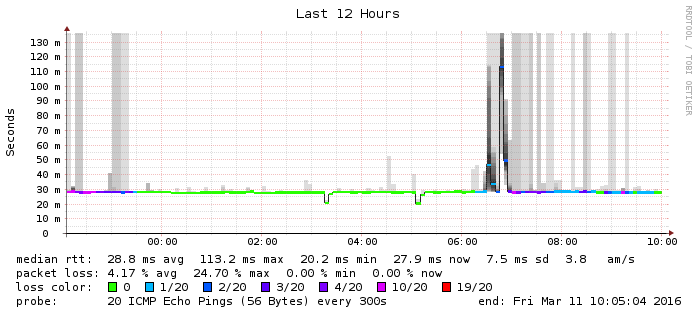 Last 12 Hours
RRDTOOL / TOBI OETIKER
Seconds
130 m
120 m
110 m
100 m
90 m
80 m
70 m
60 m
50 m
40 m
30 m
20 m
10 m
0
00:00 02:00 04:00 06:00 08:00 10:00
median rtt: 28.8 ms avg 113.2 ms max 20.2 ms min 27.9 ms now 7.5 ms sd 3.8 am/s
packet loss: 4.17 % avg 24.70 % max 0.00 % min 0.00 % now
loss color: 0 1/20 2/20 3/20 4/20 10/20 19/20
probe: 20 ICMP Echo Pings (56 Bytes) every 300s end: Fri Mar 11 10:05:04 2016